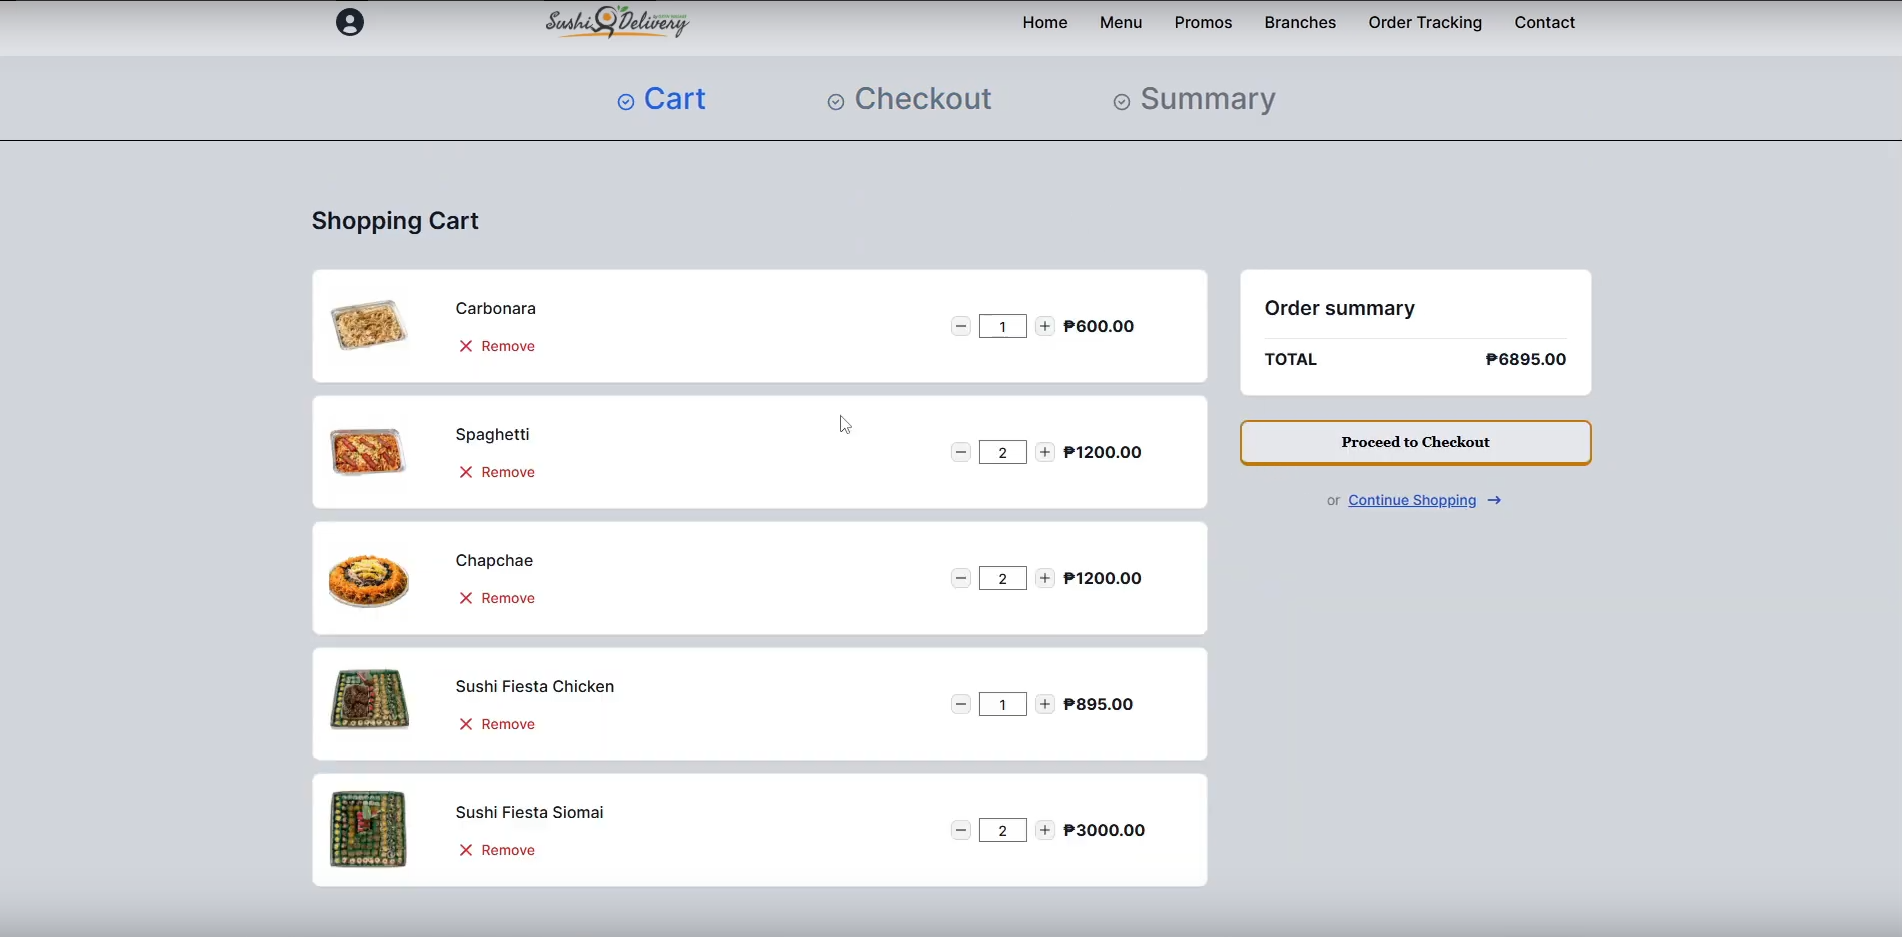 Sushi Delivery
Home Menu Promos Branches Order Tracking Contact
Cart Checkout Summary
Shopping Cart
Carbonara
Remove
1
₱600.00
Spaghetti
Remove
2
₱1200.00
Chapchae
Remove
2
₱1200.00
Sushi Fiesta Chicken
Remove
1
₱895.00
Sushi Fiesta Siomai
Remove
2
₱3000.00
Order summary
TOTAL ₱6895.00
Proceed to Checkout
or Continue Shopping →